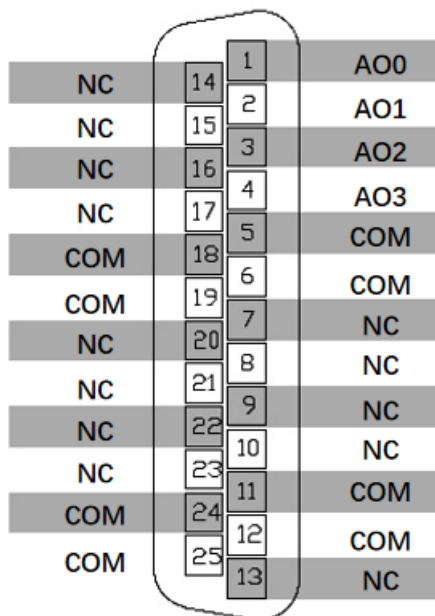 1 AO0
NC 14
2 AO1
NC 15
3 AO2
NC 16
4 AO3
NC 17
5 COM
COM 18
6 COM
COM 19
7 NC
NC 20
8 NC
NC 21
9 NC
NC 22
10 NC
NC 23
11 COM
COM 24
12 COM
COM 25
13 NC